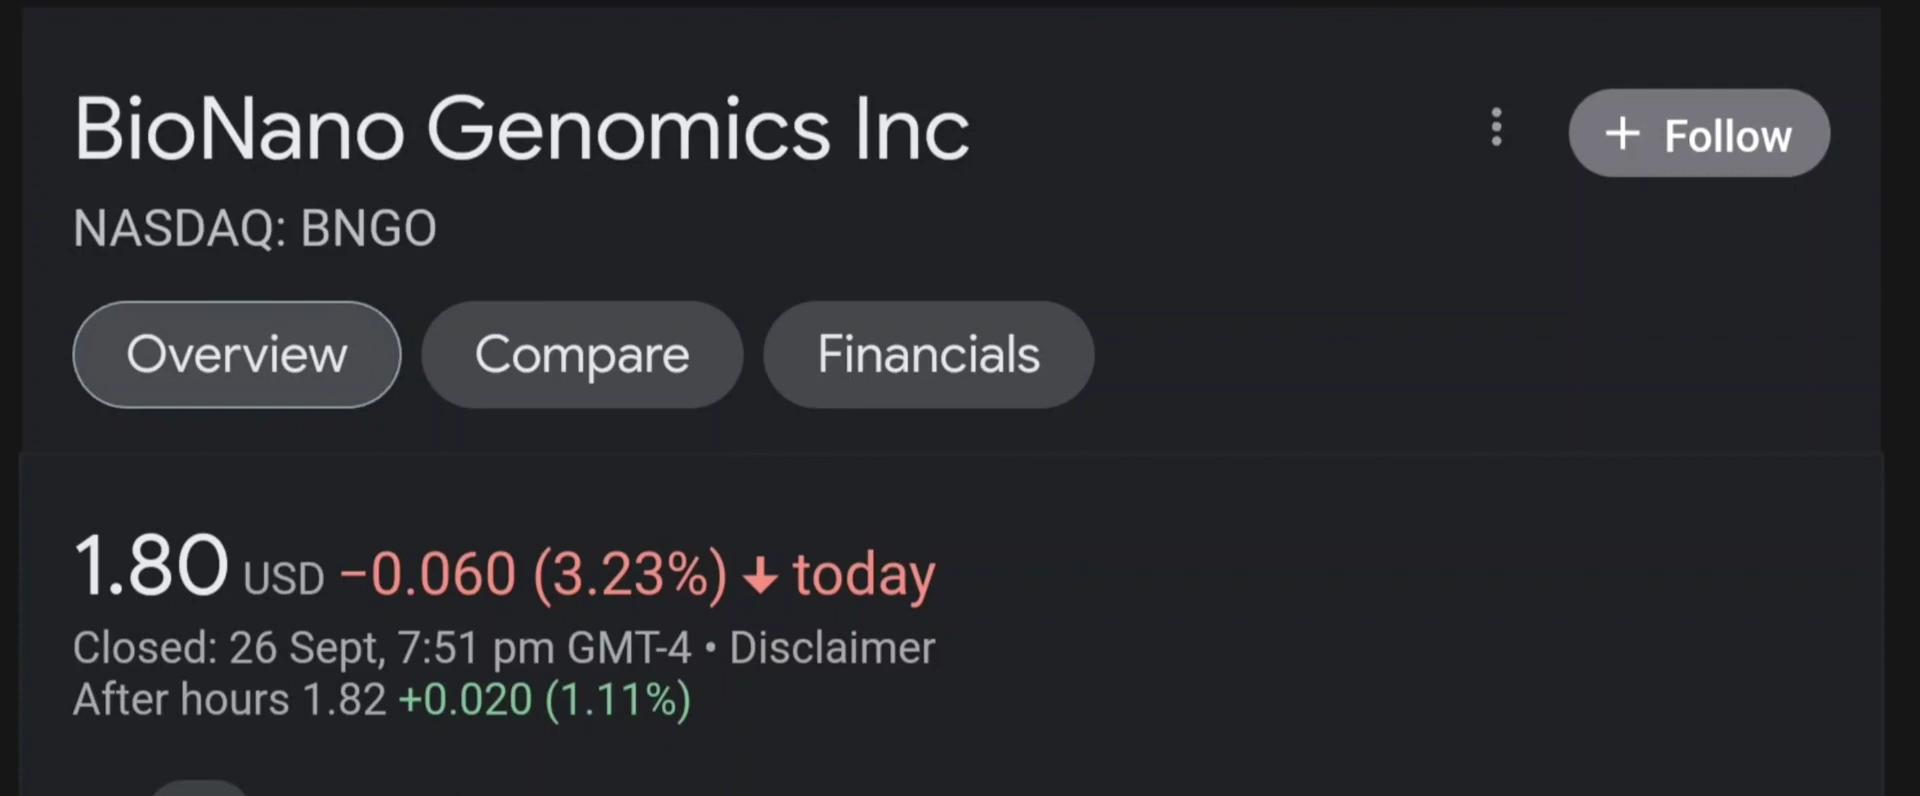 BioNano Genomics Inc
+ Follow
NASDAQ: BNGO
Overview
Compare
Financials
1.80 USD −0.060 (3.23%) ↓ today
Closed: 26 Sept, 7:51 pm GMT-4 • Disclaimer
After hours 1.82 +0.020 (1.11%)